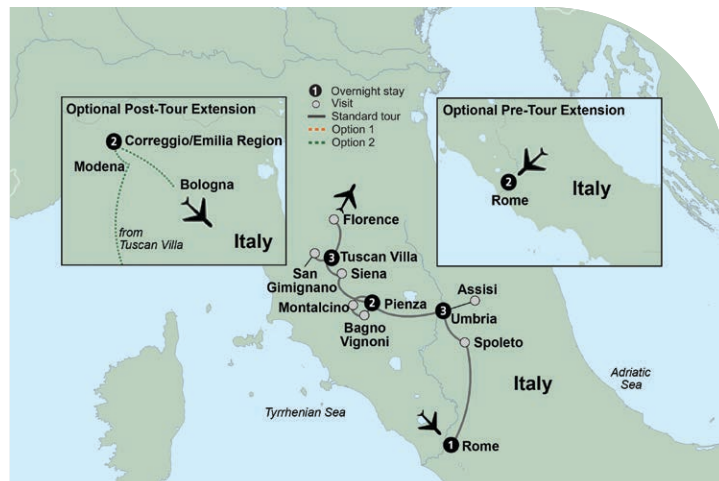 Optional Post-Tour Extension
2 Correggio/Emilia Region
Modena
Bologna
from
Tuscan Villa
Italy
1 Overnight stay
Visit
Standard tour
Option 1
Option 2
Optional Pre-Tour Extension
2
Rome
Italy
Florence
3 Tuscan Villa
San
Gimignano
Siena
Montalcino
2 Pienza
Bagno
Vignoni
Assisi
3
Umbria
Spoleto
Italy
Adriatic
Sea
Tyrrhenian Sea
1 Rome